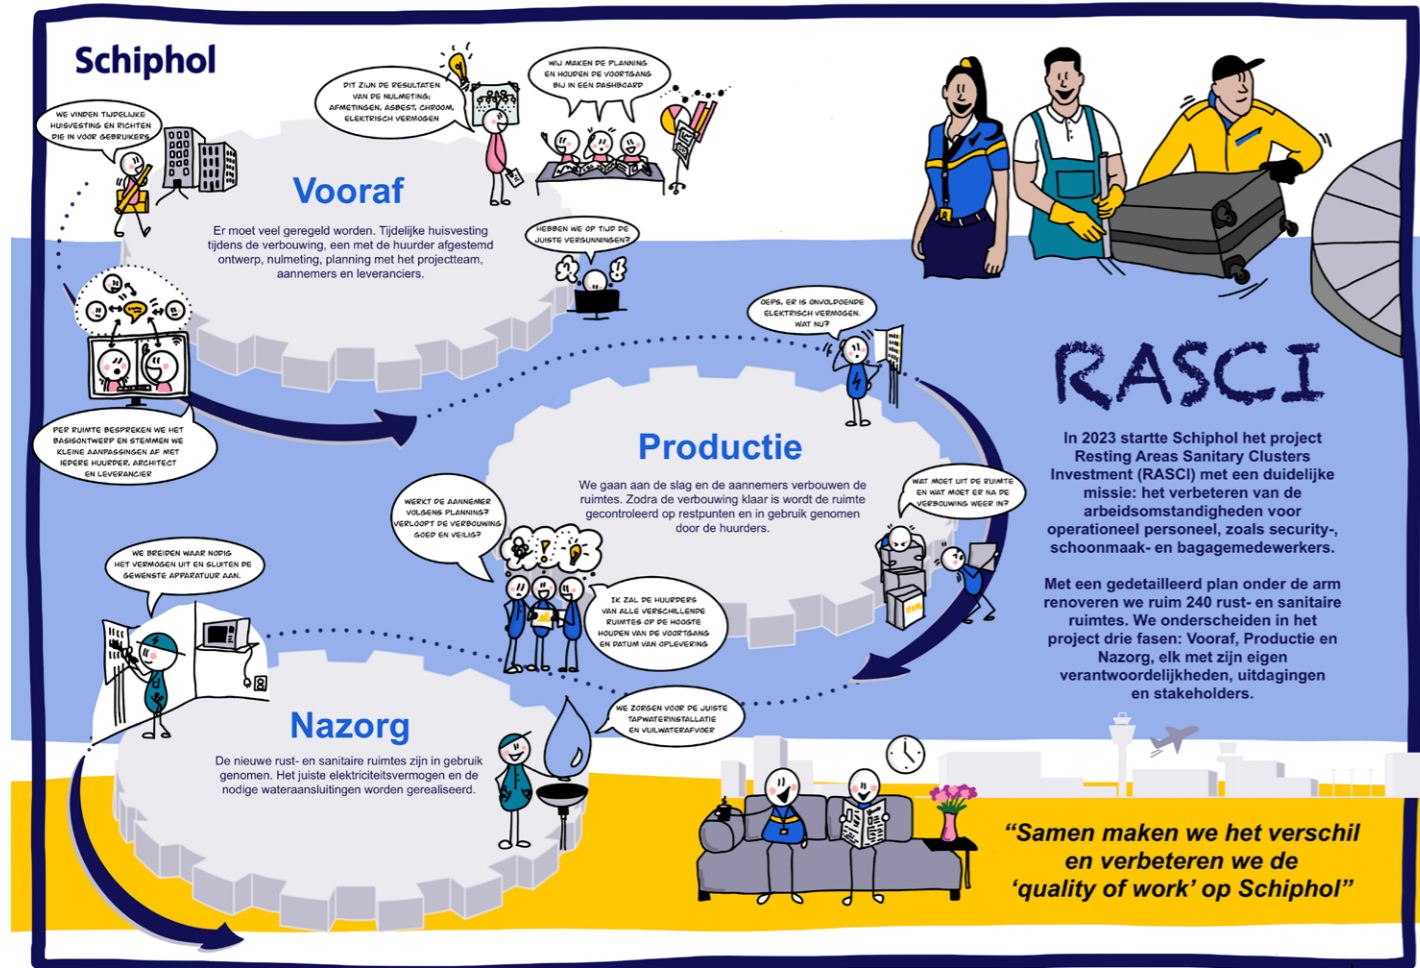 Schiphol
WE VINDEN TIJDELIJKE
HUISVESTING EN RICHTEN
DIE IN VOOR GEBRUIKERS
DIT ZIJN DE RESULTATEN
VAN DE NULMETING:
AFMETINGEN, ASBEST, CHROOM,
ELEKTRISCH VERMOGEN
WIJ MAKEN DE PLANNING
EN HOUDEN DE VOORTGANG
BIJ IN EEN DASHBOARD
Vooraf
Er moet veel geregeld worden. Tijdelijke huisvesting
tijdens de verbouwing, een met de huurder afgestemd
ontwerp, nulmeting, planning met het projectteam,
aannemers en leveranciers.
HEBBEN WE OP TIJD DE
JUISTE VERGUNNINGEN?
PER RUIMTE BESPREKEN WE HET
BASISONTWERP EN STEMMEN WE
KLEINE AANPASSINGEN AF MET
IEDERE HUURDER, ARCHITECT
EN LEVERANCIER
OEPS, ER IS ONVOLDOENDE
ELEKTRISCH VERMOGEN.
WAT NU?
Productie
We gaan aan de slag en de aannemers verbouwen de
ruimtes. Zodra de verbouwing klaar is wordt de ruimte
gecontroleerd op restpunten en in gebruik genomen
door de huurders.
WAT MOET UIT DE RUIMTE
EN WAT MOET ER NA DE
VERBOUWING WEER IN?
WERKT DE AANNEMER
VOLGENS PLANNING?
VERLOOPT DE VERBOUWING
GOED EN VEILIG?
IK ZAL DE HUURDERS
VAN ALLE VERSCHILLENDE
RUIMTES OP DE HOOGTE
HOUDEN VAN DE VOORTGANG
EN DATUM VAN OPLEVERING
WE BREIDEN WAAR NODIG
HET VERMOGEN UIT EN SLUITEN DE
GEWENSTE APPARATUUR AAN.
Nazorg
De nieuwe rust- en sanitaire ruimtes zijn in gebruik
genomen. Het juiste elektriciteitsvermogen en de
nodige wateraansluitingen worden gerealiseerd.
WE ZORGEN VOOR DE JUISTE
TAPWATERINSTALLATIE
EN VUILWATERAFVOER
RASCI
In 2023 startte Schiphol het project
Resting Areas Sanitary Clusters
Investment (RASCI) met een duidelijke
missie: het verbeteren van de
arbeidsomstandigheden voor
operationeel personeel, zoals security-,
schoonmaak- en bagagemedewerkers.
Met een gedetailleerd plan onder de arm
renoveren we ruim 240 rust- en sanitaire
ruimtes. We onderscheiden in het
project drie fasen: Vooraf, Productie en
Nazorg, elk met zijn eigen
verantwoordelijkheden, uitdagingen
en stakeholders.
“Samen maken we het verschil
en verbeteren we de
‘quality of work’ op Schiphol”